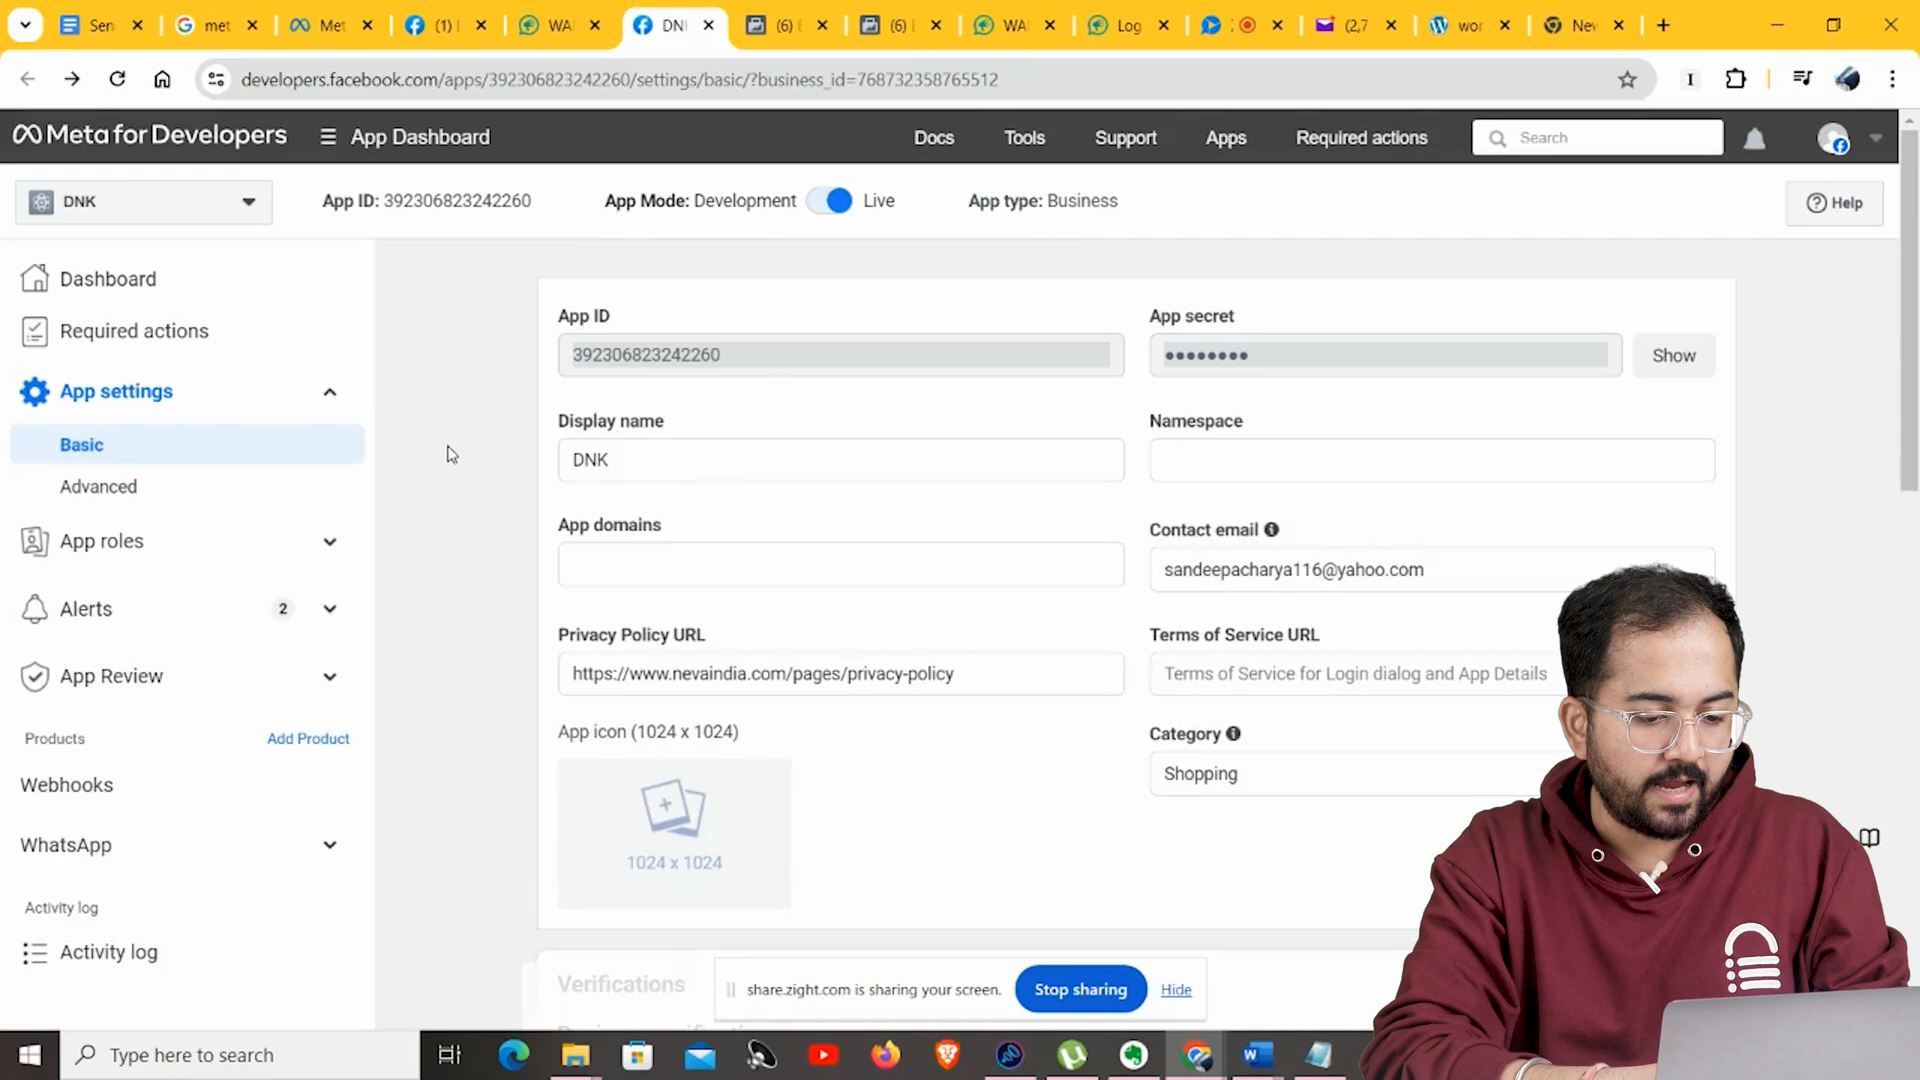 Sen
met
Met
(1)
WA
DN
(6)
(6)
WA
Log
(2,7
wor
Nev
developers.facebook.com/apps/392306823242260/settings/basic/?business_id=768732358765512
Meta for Developers
App Dashboard
Docs
Tools
Support
Apps
Required actions
Search
DNK
App ID: 392306823242260
App Mode: Development
Live
App type: Business
Help
Dashboard
Required actions
App settings
Basic
Advanced
App roles
Alerts
2
App Review
Products
Add Product
Webhooks
WhatsApp
Activity log
Activity log
App ID
392306823242260
App secret
••••••••
Show
Display name
DNK
Namespace
App domains
Contact email
sandeepacharya116@yahoo.com
Privacy Policy URL
https://www.nevaindia.com/pages/privacy-policy
Terms of Service URL
Terms of Service for Login dialog and App Details
App icon (1024 x 1024)
1024 x 1024
Category
Shopping
Verifications
share.zight.com is sharing your screen.
Stop sharing
Hide
Type here to search